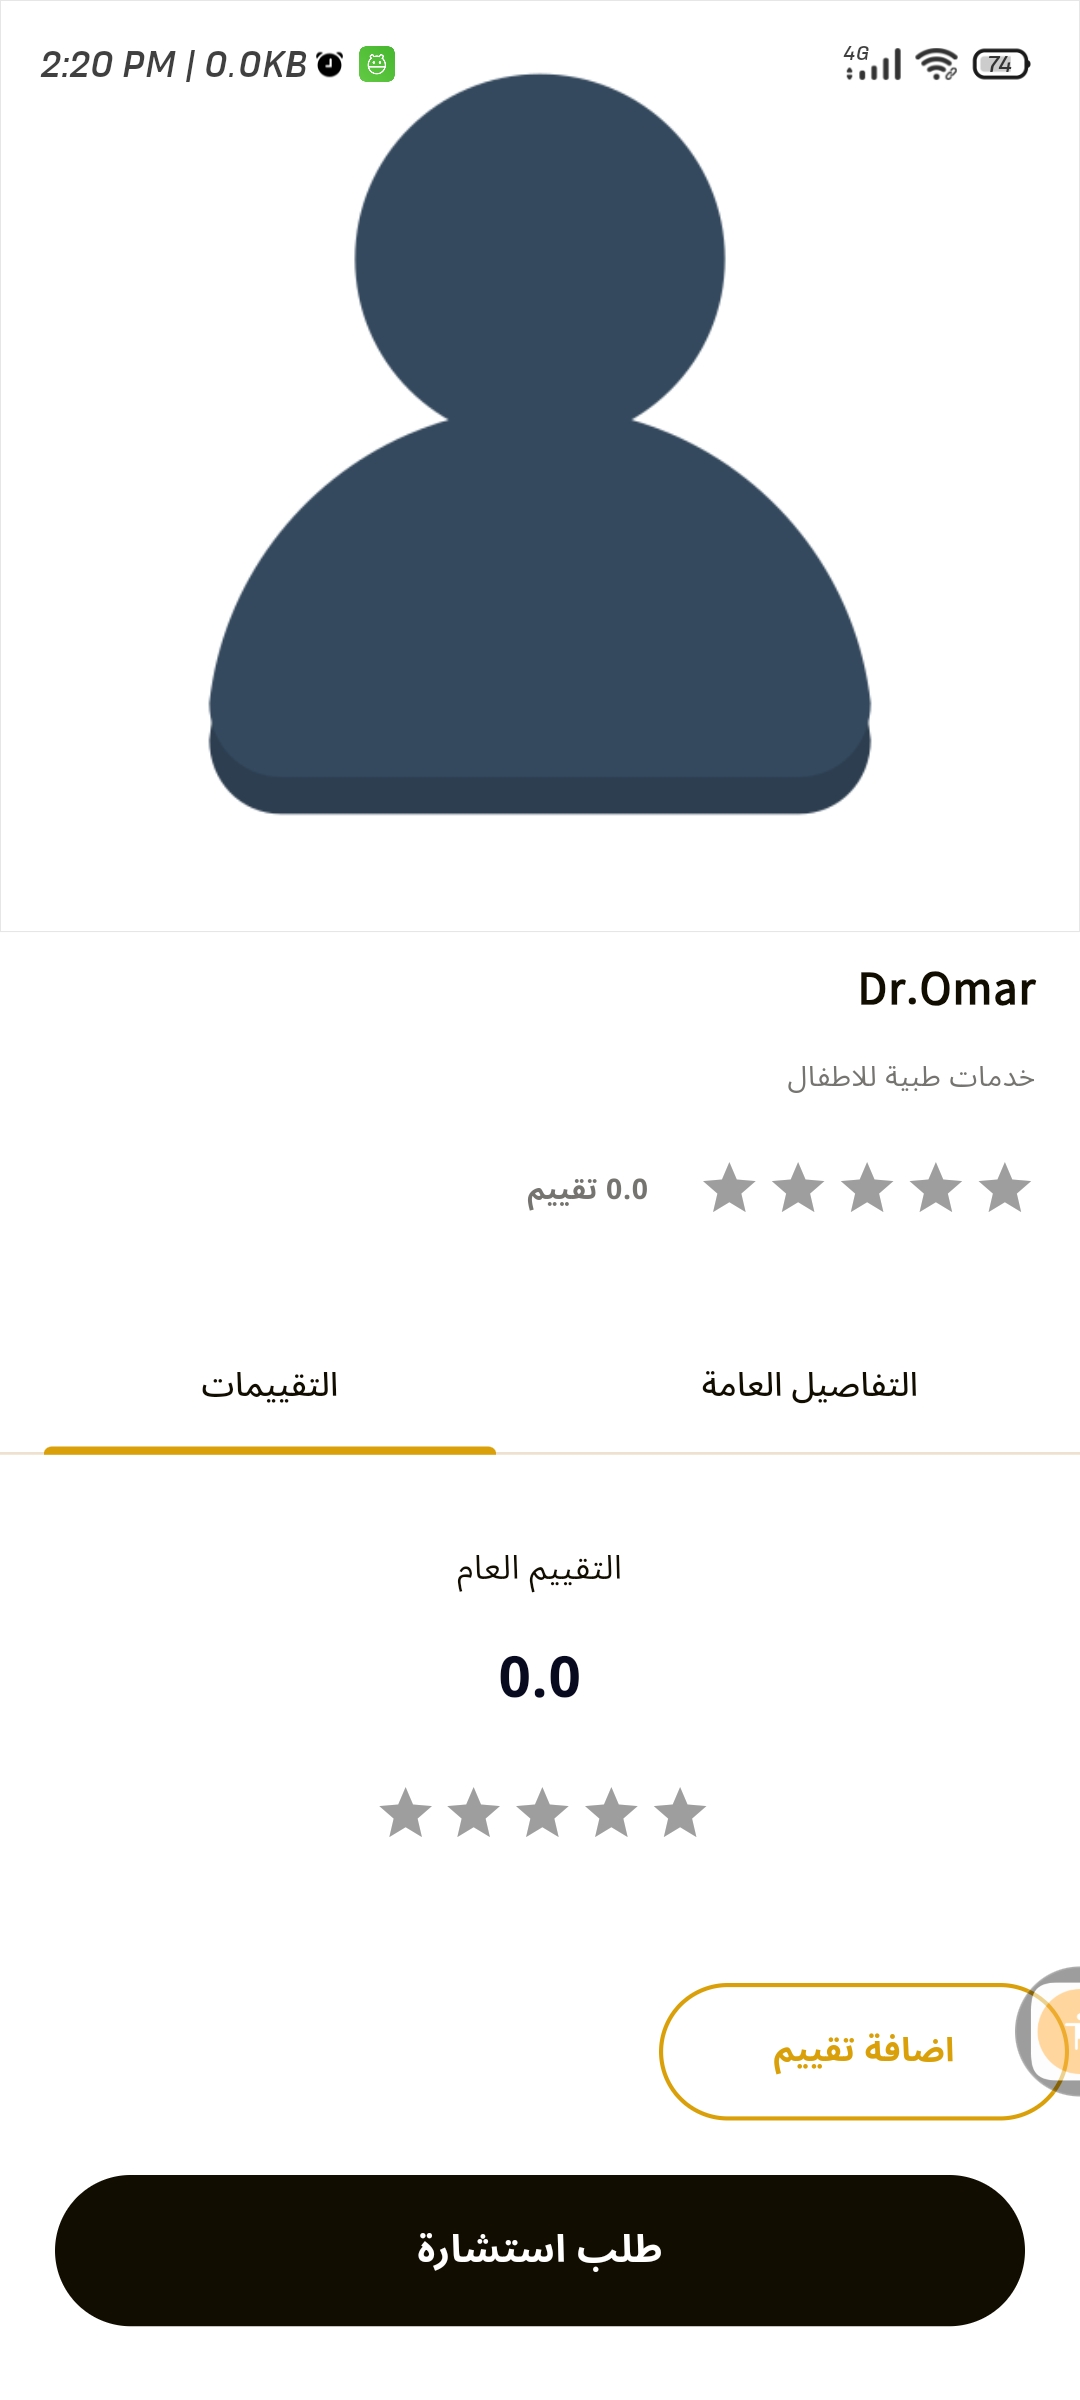 2:20 PM | 0.0KB
4G
74
Dr.Omar
خدمات طبية للاطفال
0.0 تقييم
التفاصيل العامة
التقييمات
التقييم العام
0.0
اضافة تقييم
طلب استشارة